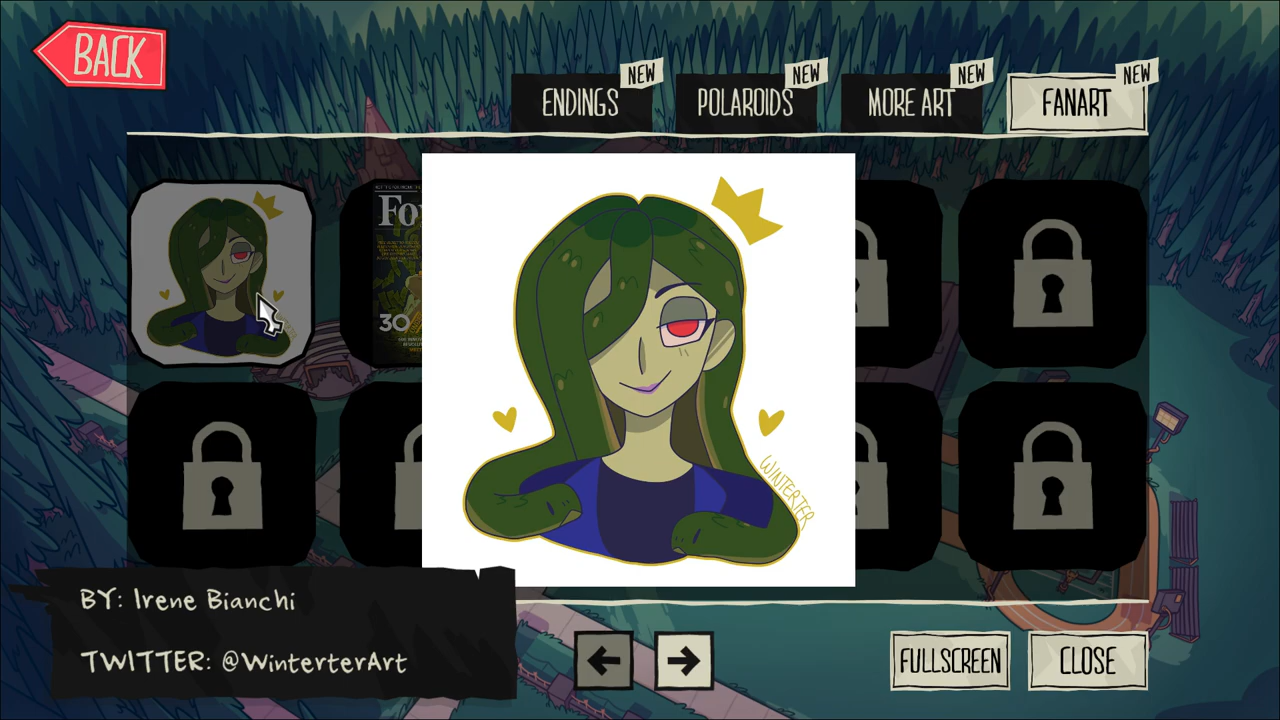 BACK
NEW
NEW
NEW
NEW
ENDINGS
POLAROIDS
MORE ART
FANART
Fo
30
WINTERTER
BY: Irene Bianchi
TWITTER: @WinterterArt
FULLSCREEN
CLOSE